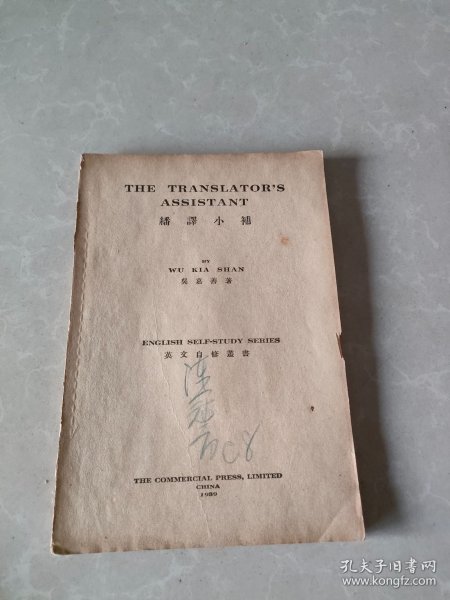 THE TRANSLATOR'S
ASSISTANT
繙譯小補
BY
WU KIA SHAN
吳嘉善著
ENGLISH SELF-STUDY SERIES
英文自修叢書
THE COMMERCIAL PRESS, LIMITED
CHINA
1939
孔夫子旧书网
www.kongfz.com